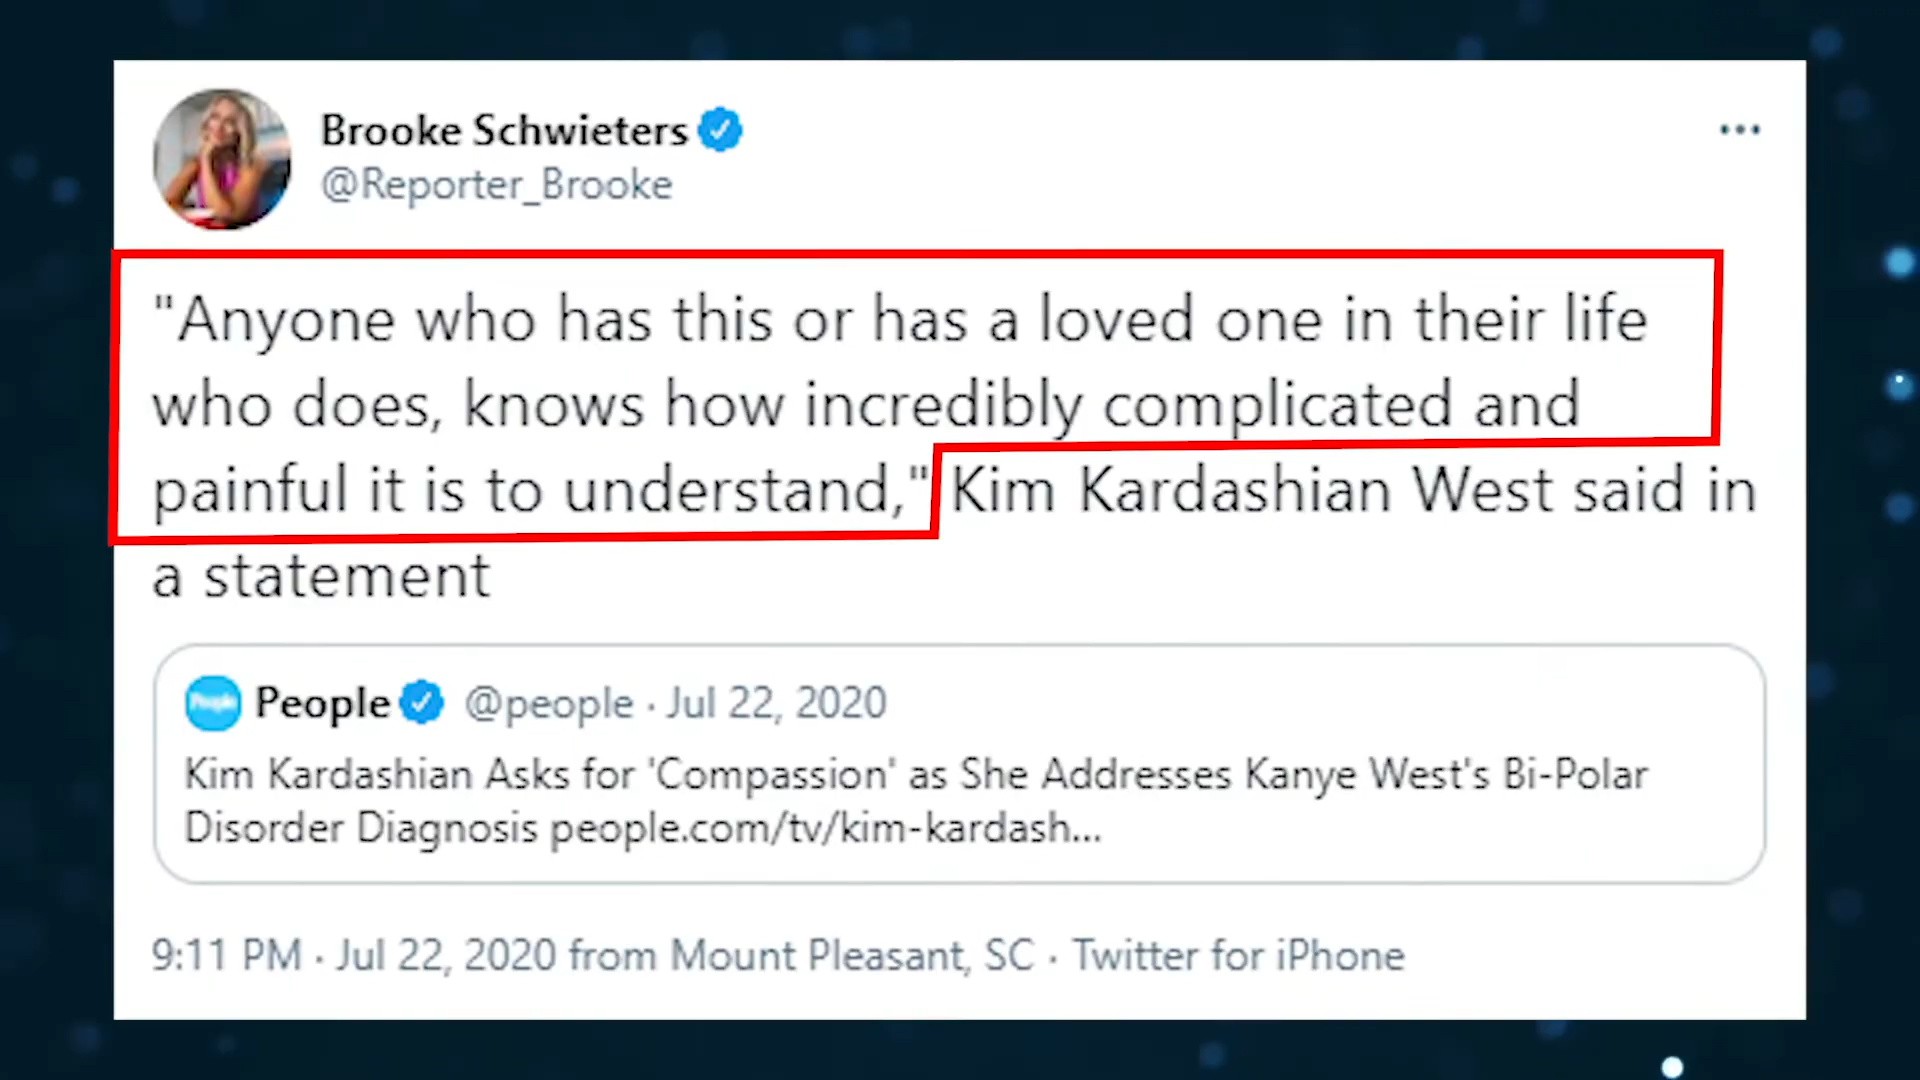 Brooke Schwieters
@Reporter_Brooke
"Anyone who has this or has a loved one in their life
who does, knows how incredibly complicated and
painful it is to understand," Kim Kardashian West said in
a statement
People
People @people · Jul 22, 2020
Kim Kardashian Asks for 'Compassion' as She Addresses Kanye West's Bi-Polar
Disorder Diagnosis people.com/tv/kim-kardash...
9:11 PM · Jul 22, 2020 from Mount Pleasant, SC · Twitter for iPhone